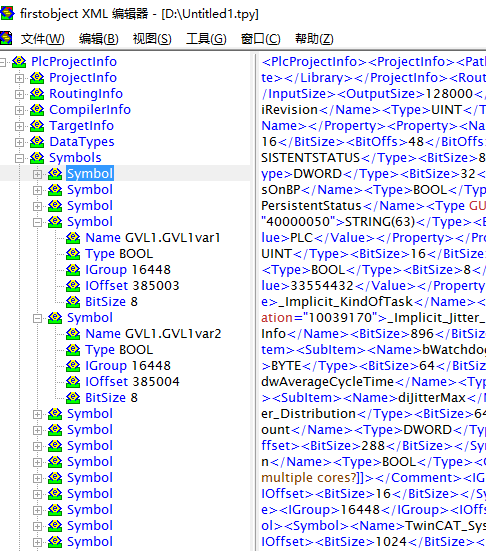 firstobject XML 编辑器 - [D:\Untitled1.tpy]
文件(W) 编辑(B) 视图(S) 工具(G) 窗口(C) 帮助(Z)
PlcProjectInfo
ProjectInfo
RoutingInfo
CompilerInfo
TargetInfo
DataTypes
Symbols
Symbol
Symbol
Symbol
Symbol
Name GVL1.GVL1var1
Type BOOL
IGroup 16448
IOffset 385003
BitSize 8
Symbol
Name GVL1.GVL1var2
Type BOOL
IGroup 16448
IOffset 385004
BitSize 8
Symbol
Symbol
Symbol
Symbol
Symbol
Symbol
Symbol
Symbol
Symbol
<PlcProjectInfo><ProjectInfo><Path
te></Library></ProjectInfo><Rout
/InputSize><OutputSize>128000</
iRevision</Name><Type>UINT</T
Name></Property><Property><Na
16</BitSize><BitOffs>48</BitOffs
SISTENTSTATUS</Type><BitSize>8
ype>DWORD</Type><BitSize>32<
sOnBP</Name><Type>BOOL</Typ
PersistentStatus</Name><Type GU
"40000050">STRING(63)</Type><B
lue>PLC</Value></Property></Pro
UINT</Type><BitSize>16</BitSize>
<Type>BOOL</Type><BitSize>8</
lue>33554432</Value></Property
e>_Implicit_KindOfTask</Name><
ation="10039170">_Implicit_Jitter_
Info</Name><BitSize>896</BitSiz
tem><SubItem><Name>bWatchdog
>BYTE</Type><BitSize>64</BitSiz
dwAverageCycleTime</Name><Ty
><SubItem><Name>diJitterMax</
er_Distribution</Type><BitSize>64
ount</Name><Type>DWORD</Typ
ffset><BitSize>288</BitSize></Sy
n</Name><Type>BOOL</Type><C
multiple cores?]]></Comment><IG
IOffset><BitSize>16</BitSize></Sy
e><IGroup>16448</IGroup><IOff
ol><Symbol><Name>TwinCAT_Sys
IOffset><BitSize>1024</BitSize><